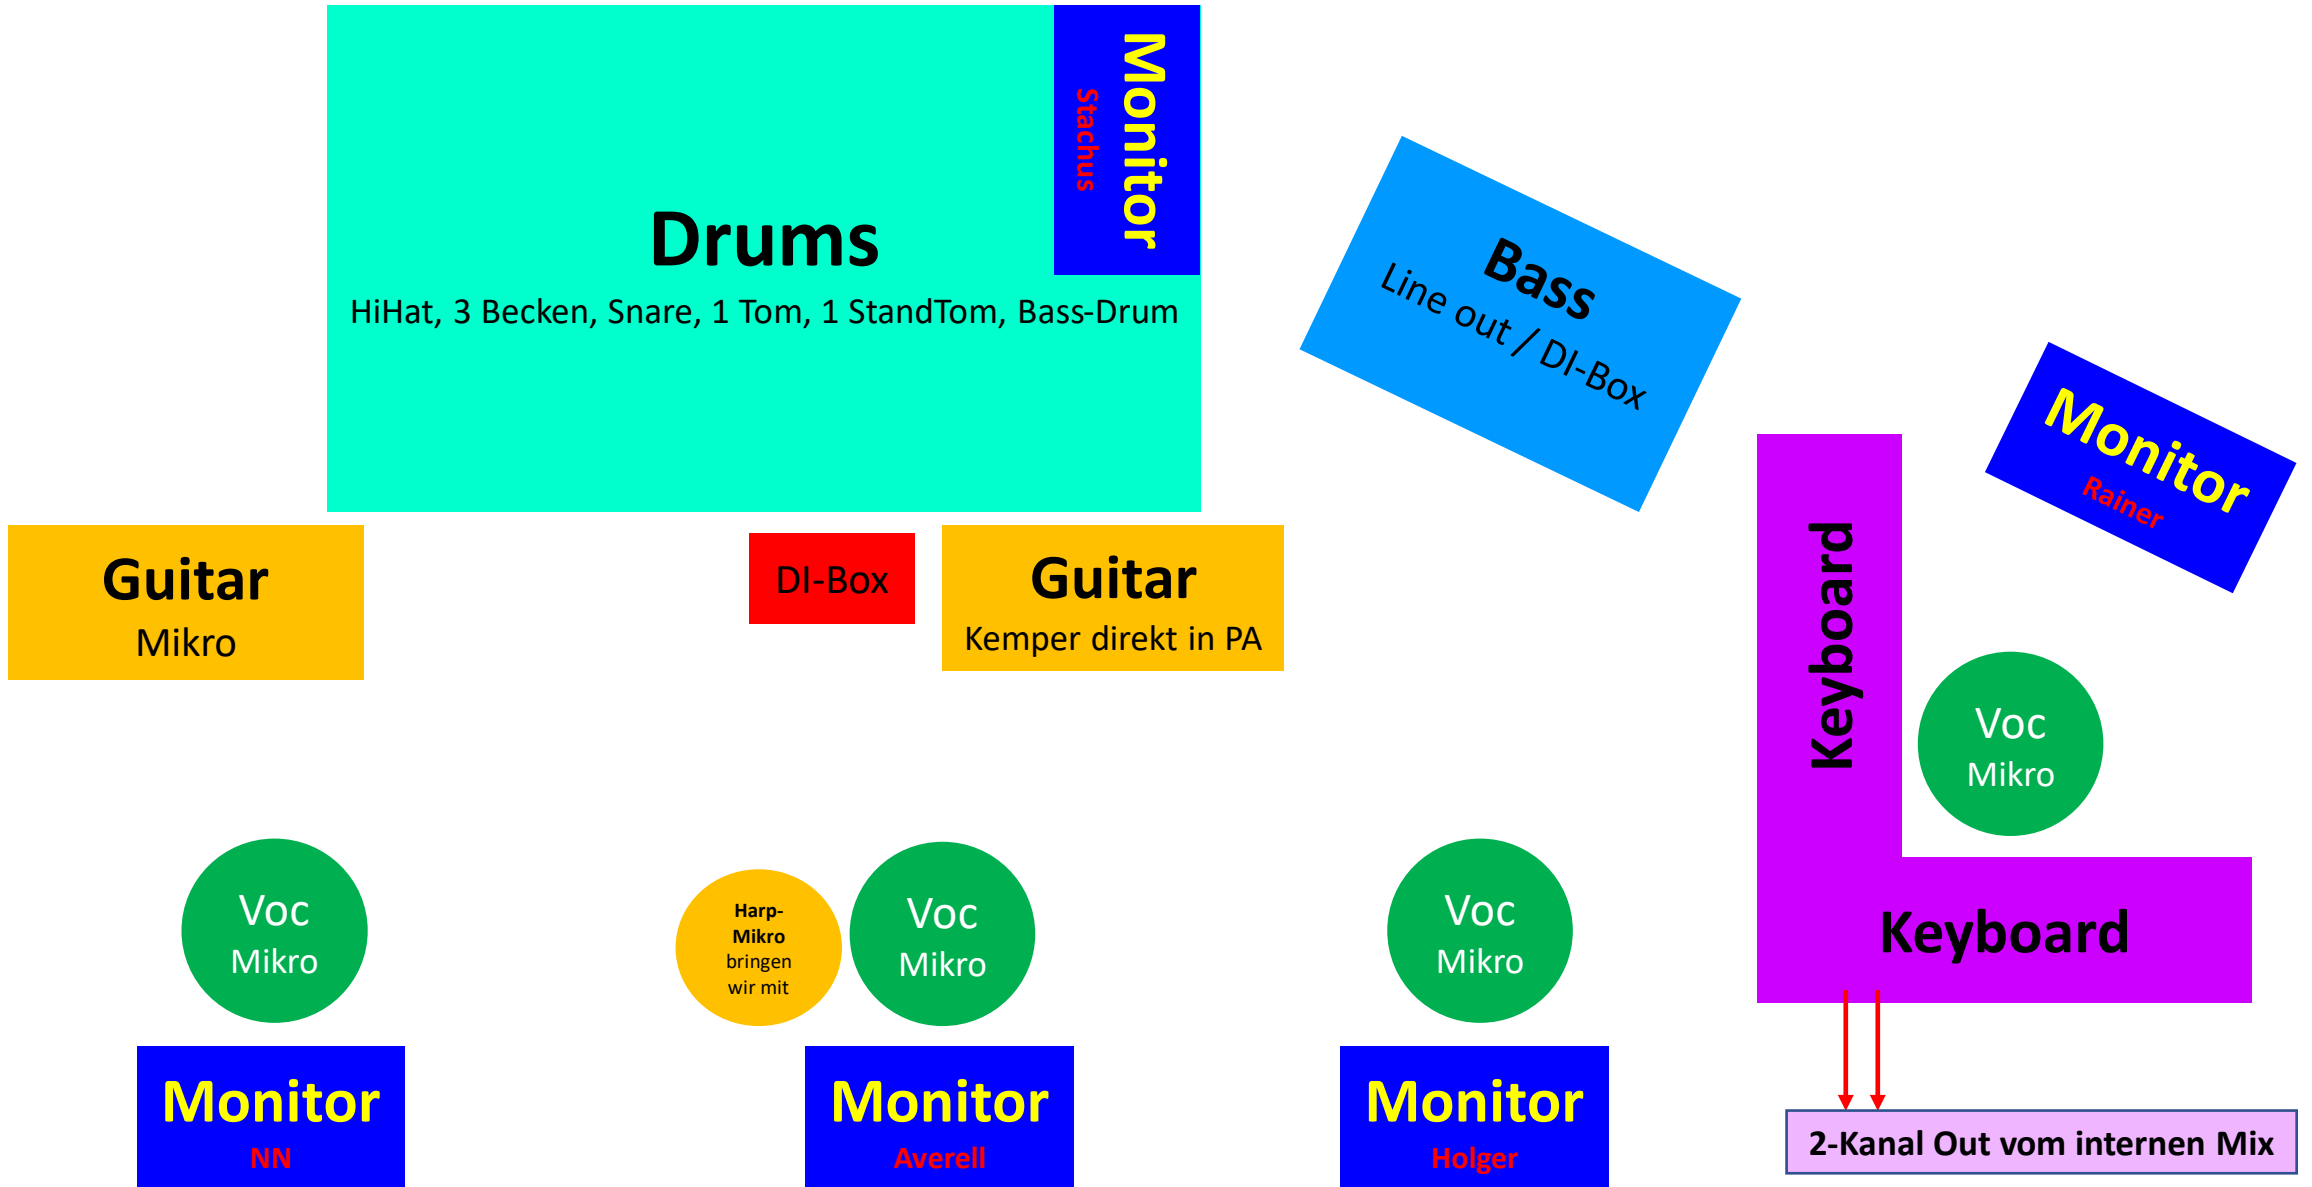 Monitor
Stachus
Drums
HiHat, 3 Becken, Snare, 1 Tom, 1 StandTom, Bass-Drum
Bass
Line out / DI-Box
Monitor
Rainer
Guitar
Mikro
DI-Box
Guitar
Kemper direkt in PA
Keyboard
Voc
Mikro
Voc
Mikro
Harp-
Mikro
bringen
wir mit
Voc
Mikro
Voc
Mikro
Keyboard
Monitor
NN
Monitor
Averell
Monitor
Holger
2-Kanal Out vom internen Mix